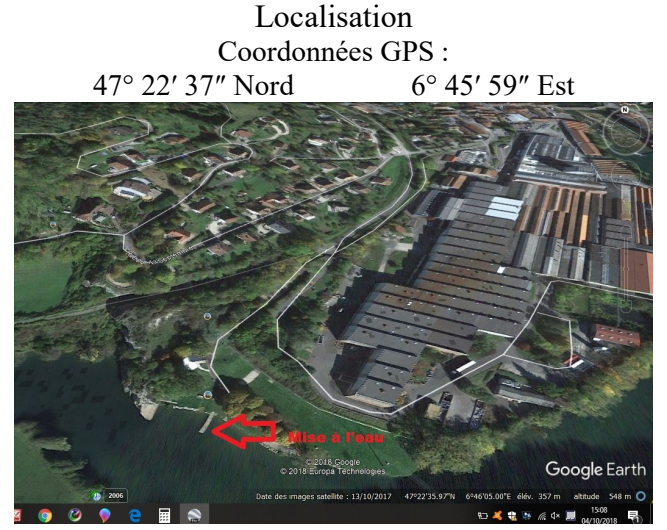 Localisation
Coordonnées GPS :
47° 22′ 37″ Nord 6° 45′ 59″ Est
N
Mise à l'eau
© 2018 Google
© 2018 Europa Technologies
Google Earth
2006
Date des images satellite : 13/10/2017 47°22'35.97"N 6°46'05.00"E élév. 357 m altitude 548 m
15:08
04/10/2018